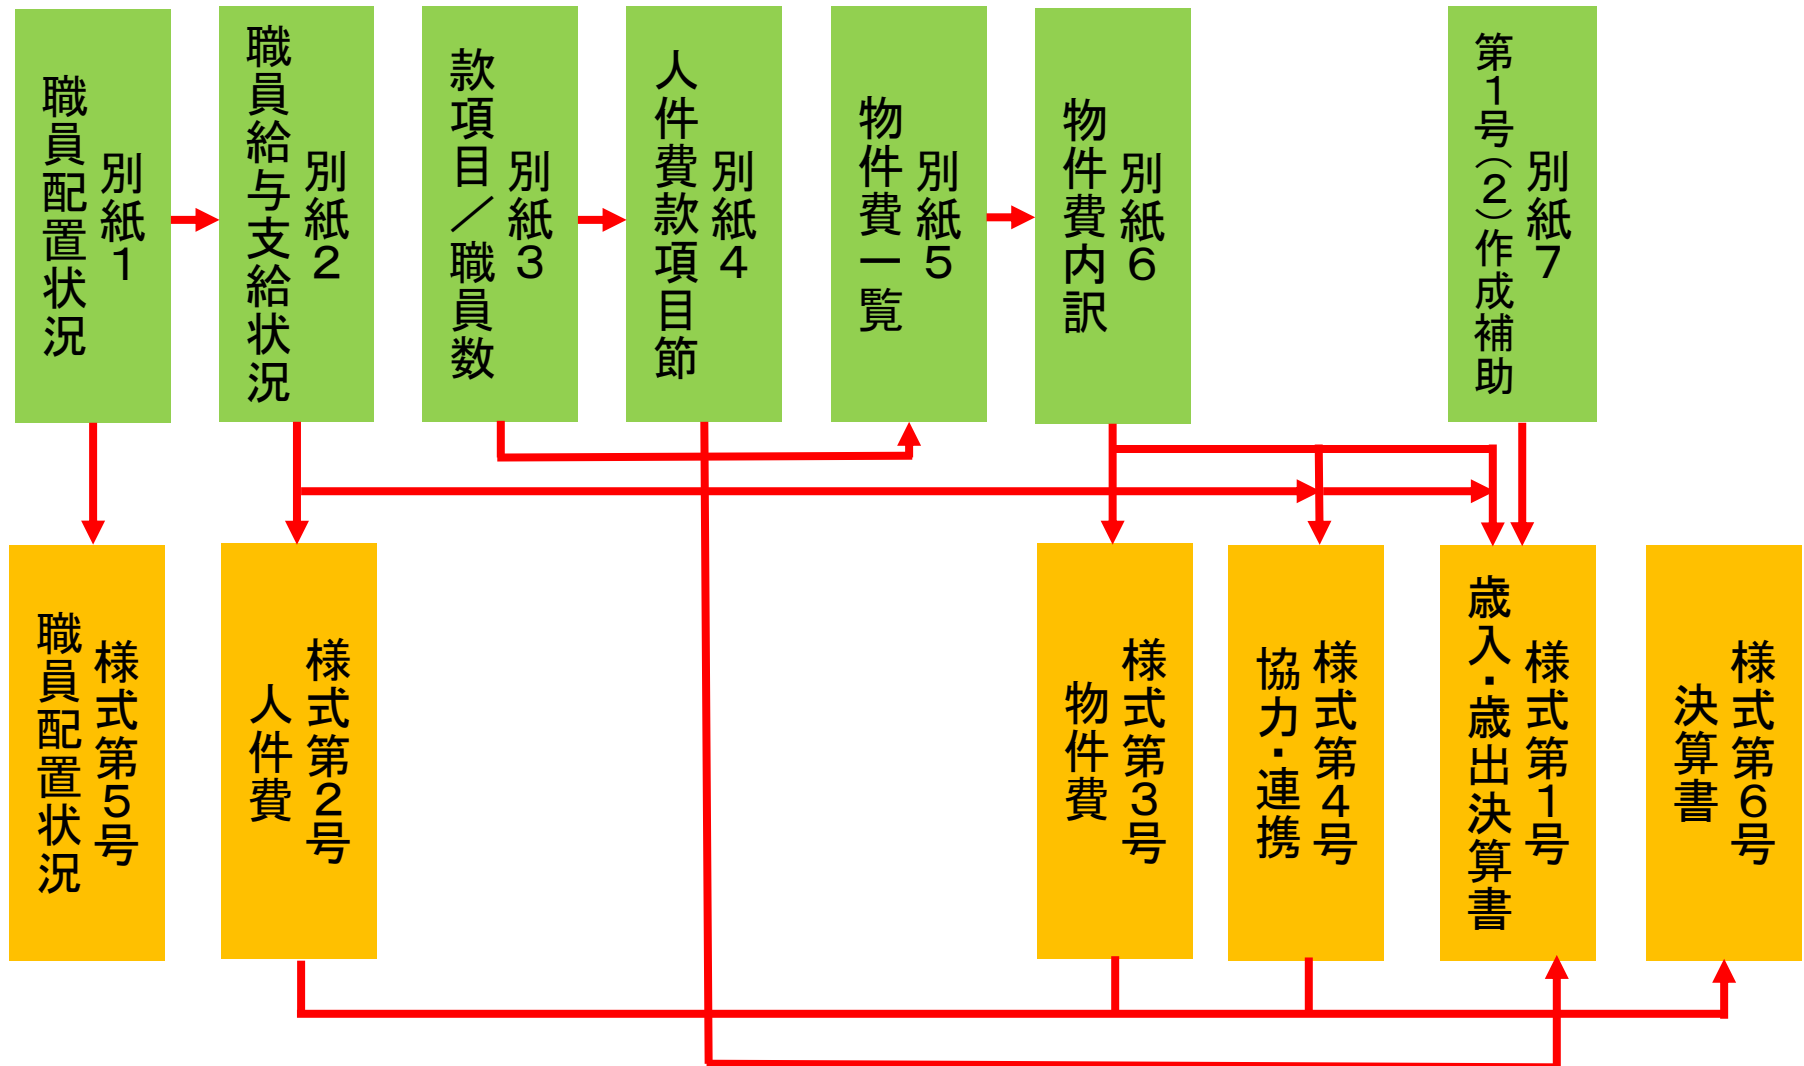 別紙１
職員配置状況
別紙２
職員給与支給状況
別紙３
款項目／職員数
別紙４
人件費款項目節
別紙５
物件費一覧
別紙６
物件費内訳
別紙７
第１号（２）作成補助
様式第５号
職員配置状況
様式第２号
人件費
様式第３号
物件費
様式第４号
協力・連携
様式第１号
歳入・歳出決算書
様式第６号
決算書